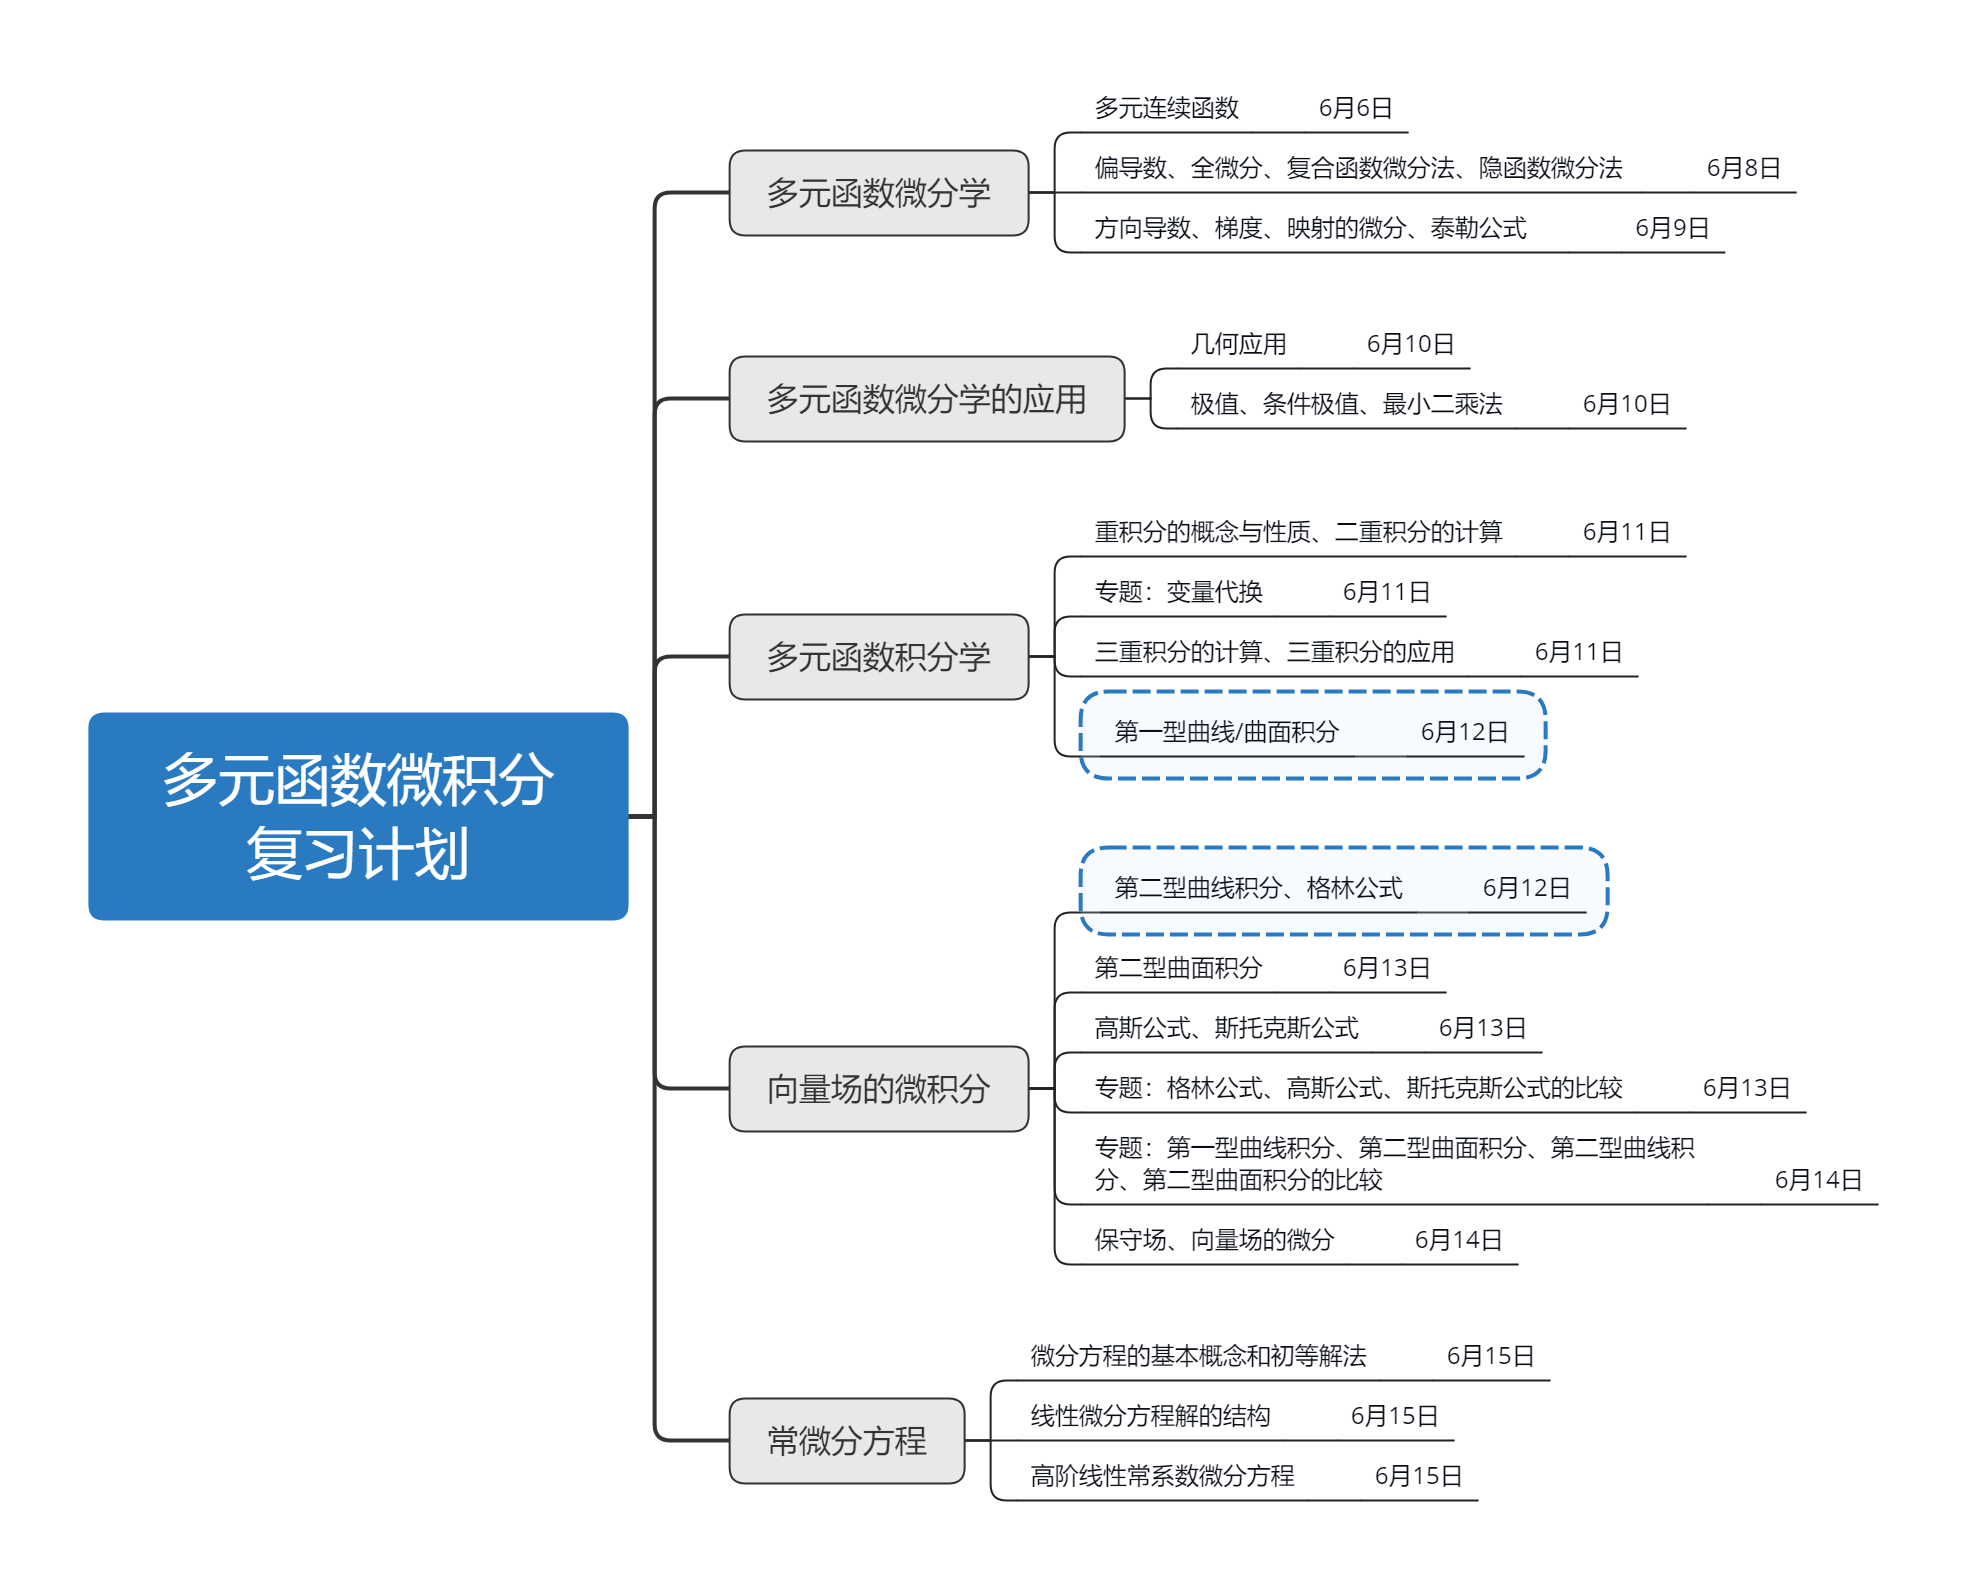 多元函数微积分
复习计划
多元函数微分学
多元连续函数 6月6日
偏导数、全微分、复合函数微分法、隐函数微分法 6月8日
方向导数、梯度、映射的微分、泰勒公式 6月9日
多元函数微分学的应用
几何应用 6月10日
极值、条件极值、最小二乘法 6月10日
多元函数积分学
重积分的概念与性质、二重积分的计算 6月11日
专题：变量代换 6月11日
三重积分的计算、三重积分的应用 6月11日
第一型曲线/曲面积分 6月12日
向量场的微积分
第二型曲线积分、格林公式 6月12日
第二型曲面积分 6月13日
高斯公式、斯托克斯公式 6月13日
专题：格林公式、高斯公式、斯托克斯公式的比较 6月13日
专题：第一型曲线积分、第二型曲面积分、第二型曲线积
分、第二型曲面积分的比较 6月14日
保守场、向量场的微分 6月14日
常微分方程
微分方程的基本概念和初等解法 6月15日
线性微分方程解的结构 6月15日
高阶线性常系数微分方程 6月15日